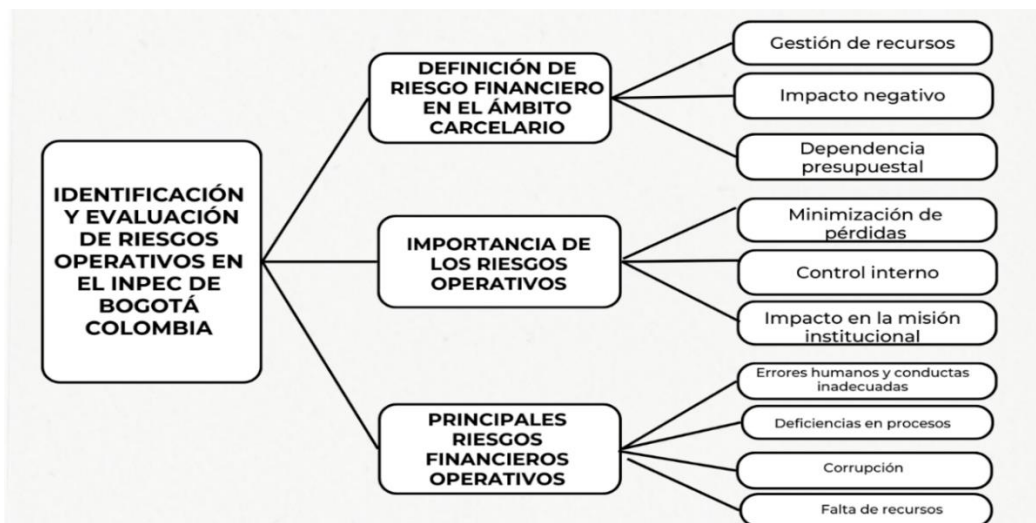 IDENTIFICACIÓN
Y EVALUACIÓN
DE RIESGOS
OPERATIVOS EN
EL INPEC DE
BOGOTÁ
COLOMBIA
DEFINICIÓN DE
RIESGO FINANCIERO
EN EL ÁMBITO
CARCELARIO
Gestión de recursos
Impacto negativo
Dependencia
presupuestal
IMPORTANCIA DE
LOS RIESGOS
OPERATIVOS
Minimización de
pérdidas
Control interno
Impacto en la misión
institucional
PRINCIPALES
RIESGOS
FINANCIEROS
OPERATIVOS
Errores humanos y conductas
inadecuadas
Deficiencias en procesos
Corrupción
Falta de recursos